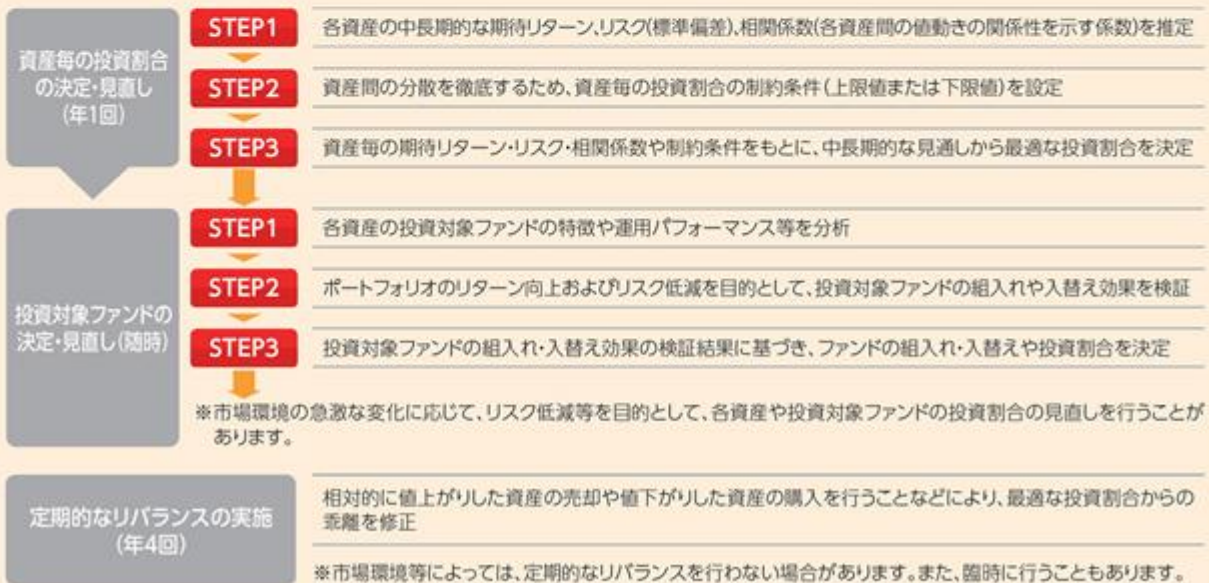 資産毎の投資割合
の決定・見直し
(年1回)
STEP1
各資産の中長期的な期待リターン、リスク(標準偏差)、相関係数(各資産間の値動きの関係性を示す係数)を推定
STEP2
資産間の分散を徹底するため、資産毎の投資割合の制約条件(上限値または下限値)を設定
STEP3
資産毎の期待リターン・リスク・相関係数や制約条件をもとに、中長期的な見通しから最適な投資割合を決定
投資対象ファンドの
決定・見直し(随時)
STEP1
各資産の投資対象ファンドの特徴や運用パフォーマンス等を分析
STEP2
ポートフォリオのリターン向上およびリスク低減を目的として、投資対象ファンドの組入れや入替え効果を検証
STEP3
投資対象ファンドの組入れ・入替え効果の検証結果に基づき、ファンドの組入れ・入替えや投資割合を決定
※市場環境の急激な変化に応じて、リスク低減等を目的として、各資産や投資対象ファンドの投資割合の見直しを行うことが
あります。
定期的なリバランスの実施
(年4回)
相対的に値上がりした資産の売却や値下がりした資産の購入を行うことなどにより、最適な投資割合からの
乖離を修正
※市場環境等によっては、定期的なリバランスを行わない場合があります。また、臨時に行うこともあります。